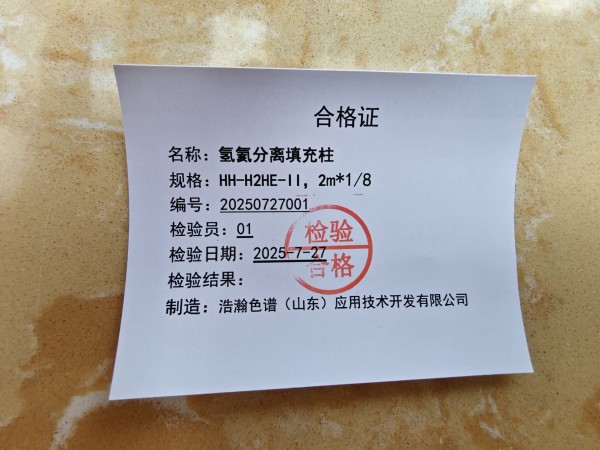 合格证
名称：氢氦分离填充柱
规格：HH-H2HE-II，2m*1/8
编号：20250727001
检验员：01
检验日期：2025-7-27
检验结果：
制造：浩瀚色谱（山东）应用技术开发有限公司
检验
合格